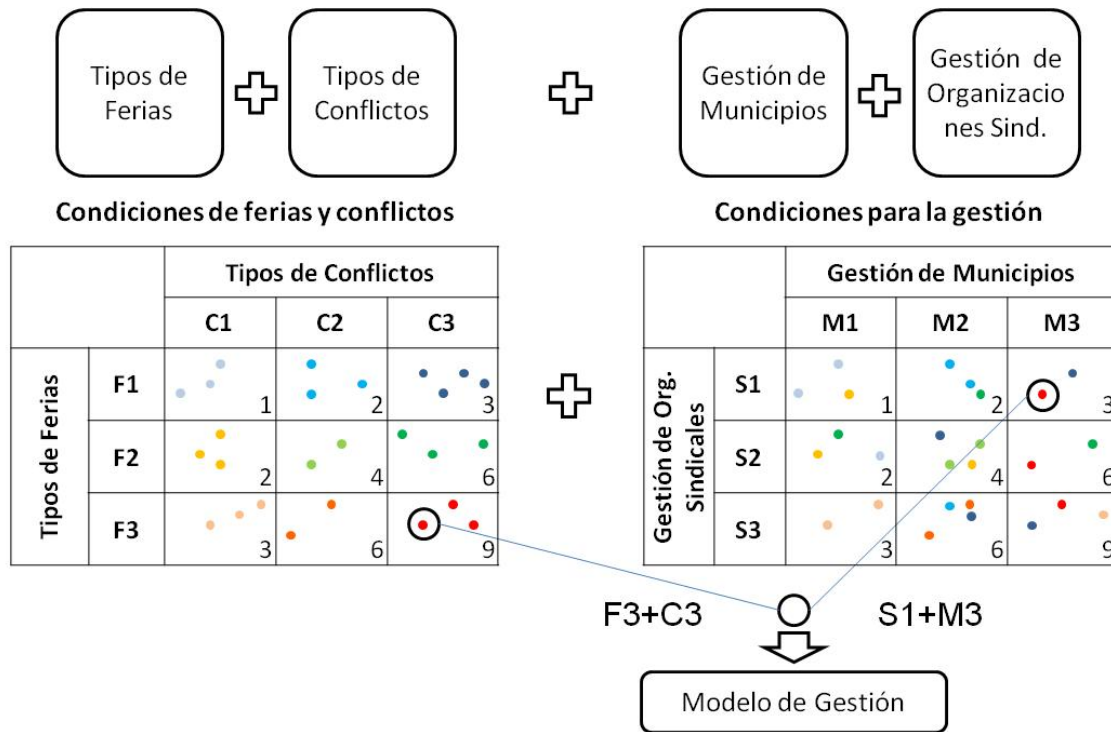 Tipos de
Ferias
Tipos de
Conflictos
Gestión de
Municipios
Gestión de
Organizacio
nes Sind.
Condiciones de ferias y conflictos
Tipos de Conflictos
C1 C2 C3
Tipos de Ferias
F1 1 2 3
F2 2 4 6
F3 3 6 9
Condiciones para la gestión
Gestión de Municipios
M1 M2 M3
Gestión de Org.
Sindicales
S1 1 2 3
S2 2 4 6
S3 3 6 9
F3+C3 S1+M3
Modelo de Gestión